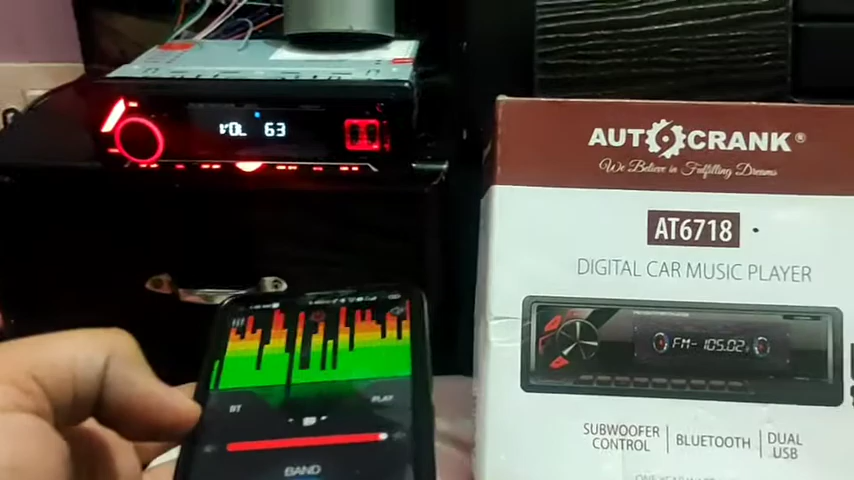 VOL 63
AUTOCRANK®
We Believe in Fulfilling Dreams
AT6718
DIGITAL CAR MUSIC PLAYER
FM 105.02
SUBWOOFER CONTROL
BLUETOOTH
DUAL USB
BT
PLAY
BAND